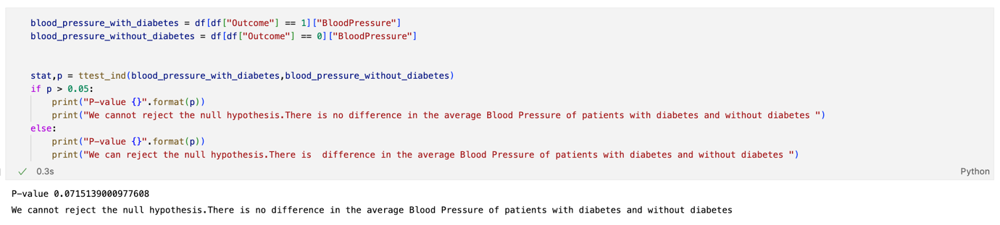 blood_pressure_with_diabetes = df[df["Outcome"] == 1]["BloodPressure"]
blood_pressure_without_diabetes = df[df["Outcome"] == 0]["BloodPressure"]
stat,p = ttest_ind(blood_pressure_with_diabetes,blood_pressure_without_diabetes)
if p > 0.05:
    print("P-value {}".format(p))
    print("We cannot reject the null hypothesis.There is no difference in the average Blood Pressure of patients with diabetes and without diabetes ")
else:
    print("P-value {}".format(p))
    print("We can reject the null hypothesis.There is  difference in the average Blood Pressure of patients with diabetes and without diabetes ")
✓ 0.3s Python
P-value 0.0715139000977608
We cannot reject the null hypothesis.There is no difference in the average Blood Pressure of patients with diabetes and without diabetes